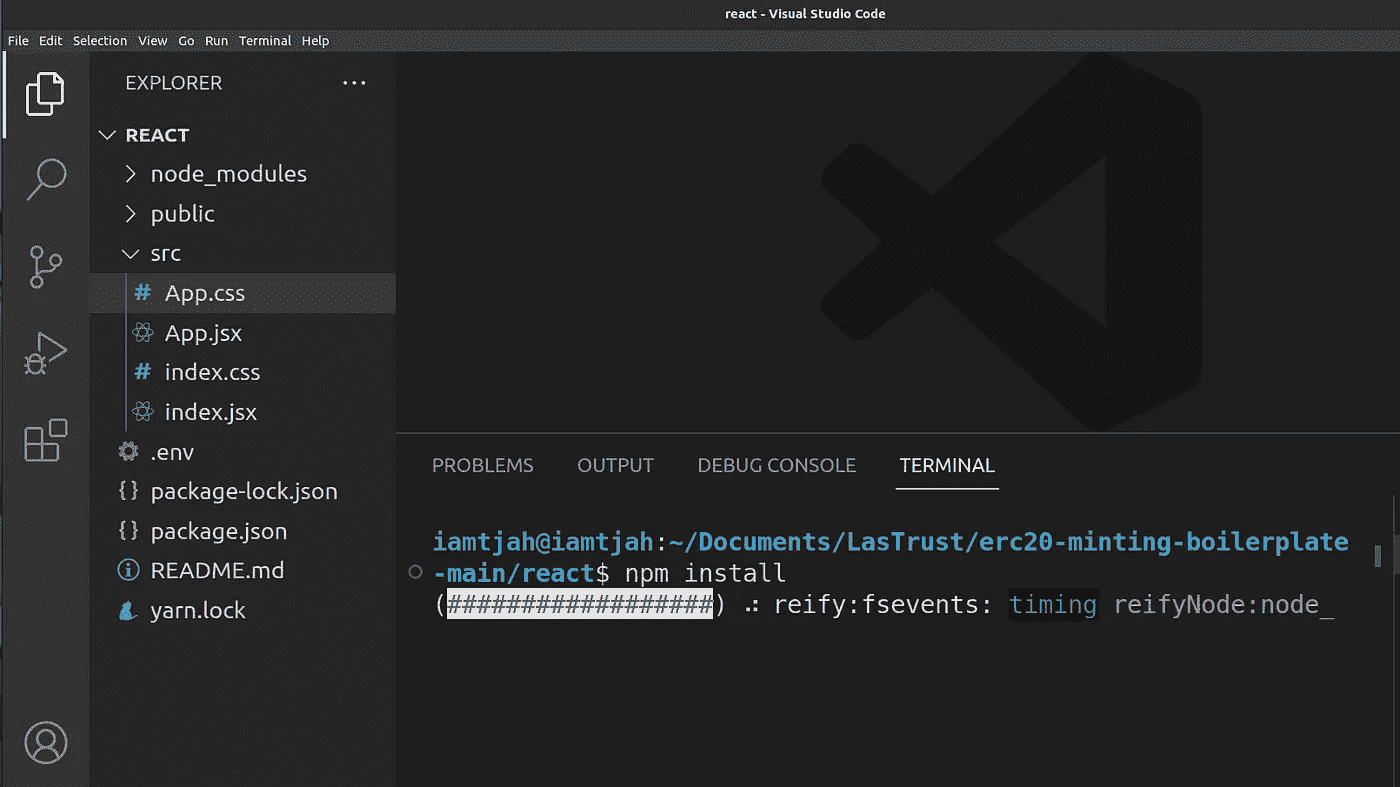 react - Visual Studio Code
File Edit Selection View Go Run Terminal Help
EXPLORER
REACT
node_modules
public
src
# App.css
App.jsx
# index.css
index.jsx
.env
{} package-lock.json
{} package.json
README.md
yarn.lock
PROBLEMS OUTPUT DEBUG CONSOLE TERMINAL
iamtjah@iamtjah:~/Documents/LasTrust/erc20-minting-boilerplate
-main/react$ npm install
(##################) ⠴ reify:fsevents: timing reifyNode:node_